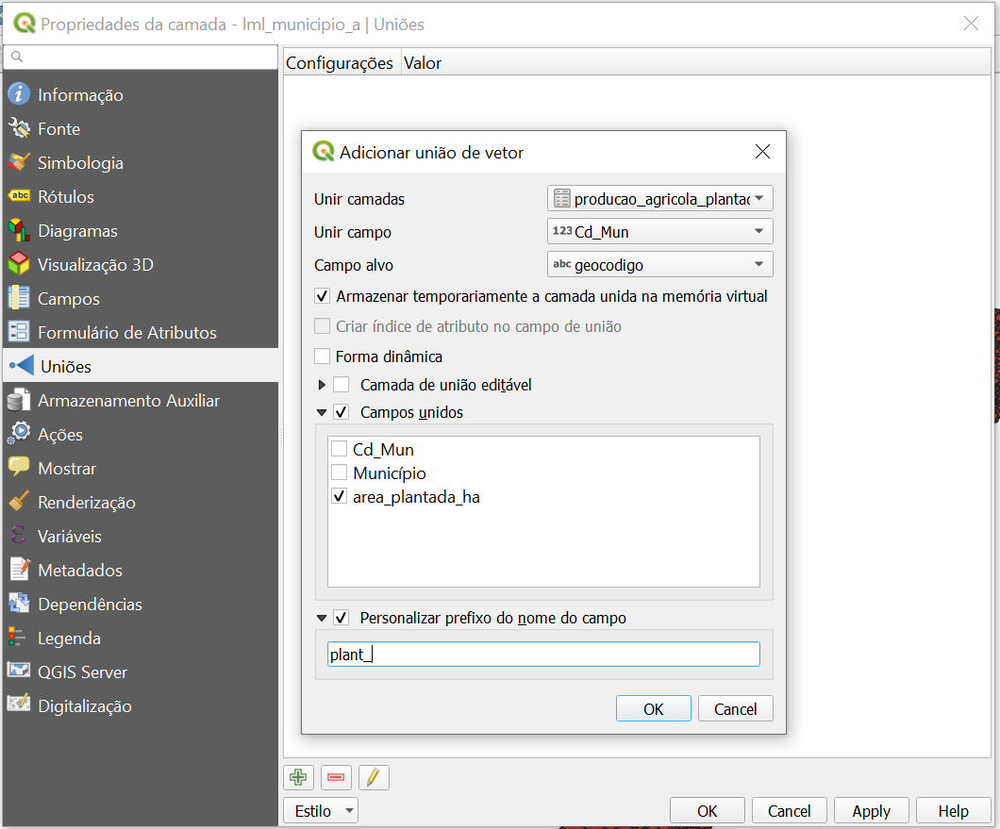 Propriedades da camada - lml_municipio_a | Uniões
Informação
Fonte
Simbologia
abc Rótulos
Diagramas
Visualização 3D
Campos
Formulário de Atributos
Uniões
Armazenamento Auxiliar
Ações
Mostrar
Renderização
Variáveis
Metadados
Dependências
Legenda
QGIS Server
Digitalização
Configurações Valor
Adicionar união de vetor
Unir camadas producao_agricola_plantac
Unir campo 123 Cd_Mun
Campo alvo abc geocodigo
Armazenar temporariamente a camada unida na memória virtual
Criar índice de atributo no campo de união
Forma dinâmica
Camada de união editável
Campos unidos
Cd_Mun
Município
area_plantada_ha
Personalizar prefixo do nome do campo
plant_
OK Cancel
Estilo OK Cancel Apply Help